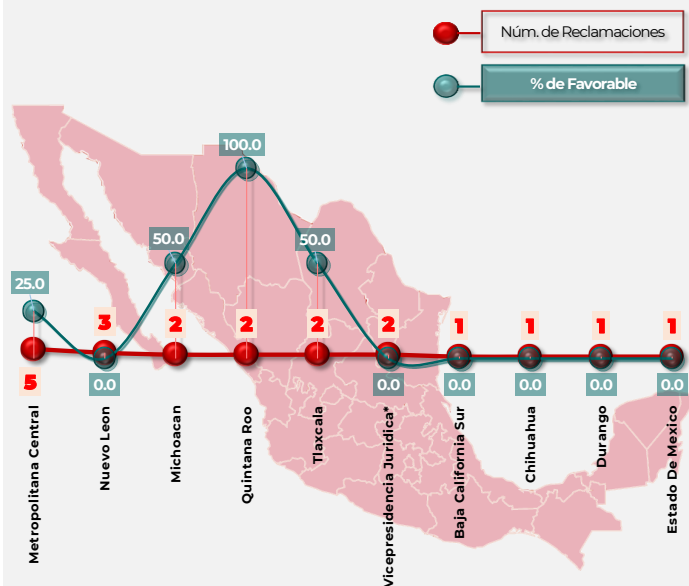 Núm. de Reclamaciones
% de Favorable
100.0
50.0
50.0
25.0
3
2
2
2
2
1
1
1
1
5
0.0
0.0
0.0
0.0
0.0
0.0
Metropolitana Central
Nuevo Leon
Michoacan
Quintana Roo
Tlaxcala
Vicepresidencia Juridica*
Baja California Sur
Chihuahua
Durango
Estado De Mexico